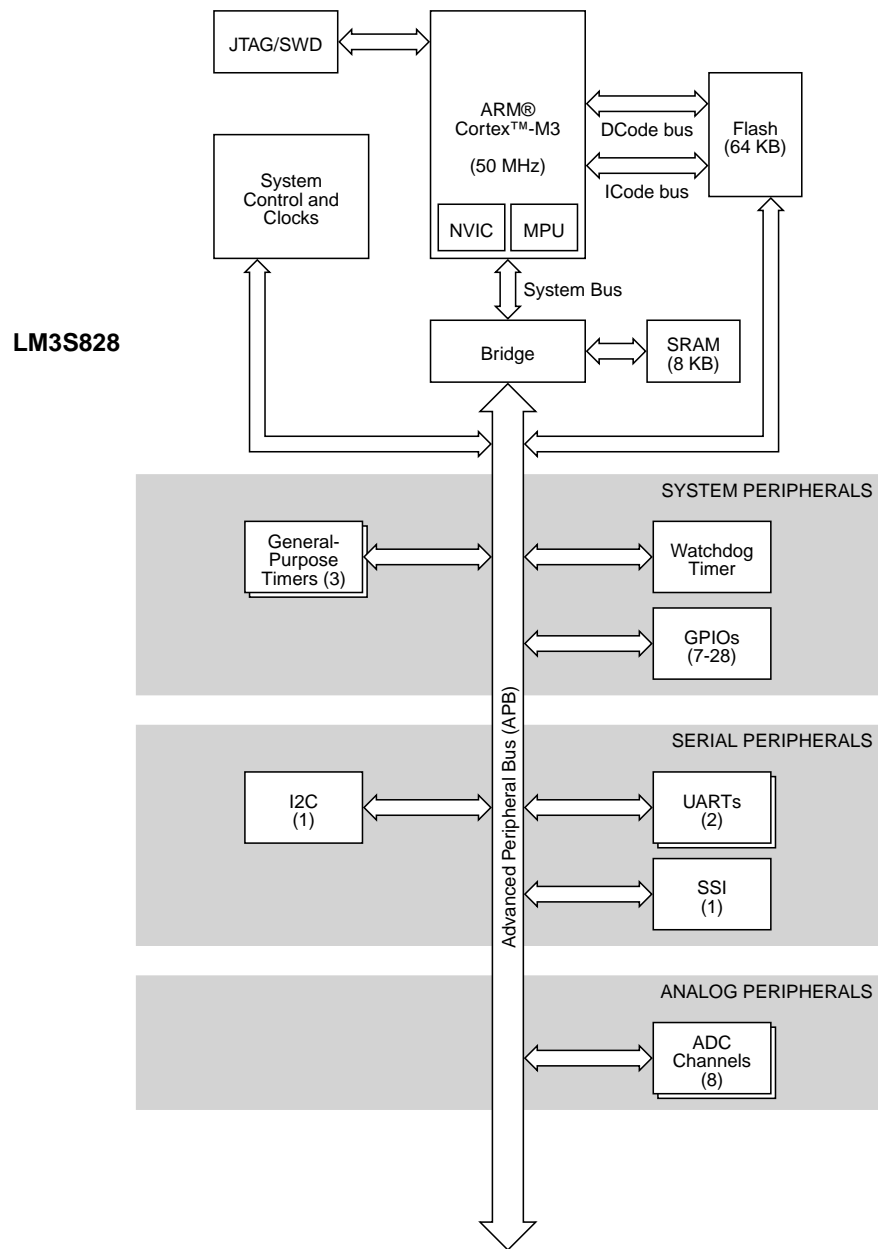 JTAG/SWD
ARM®
Cortex™-M3
(50 MHz)
NVIC
MPU
DCode bus
ICode bus
Flash
(64 KB)
System
Control and
Clocks
System Bus
LM3S828
Bridge
SRAM
(8 KB)
SYSTEM PERIPHERALS
General-
Purpose
Timers (3)
Watchdog
Timer
GPIOs
(7-28)
Advanced Peripheral Bus (APB)
SERIAL PERIPHERALS
I2C
(1)
UARTs
(2)
SSI
(1)
ANALOG PERIPHERALS
ADC
Channels
(8)